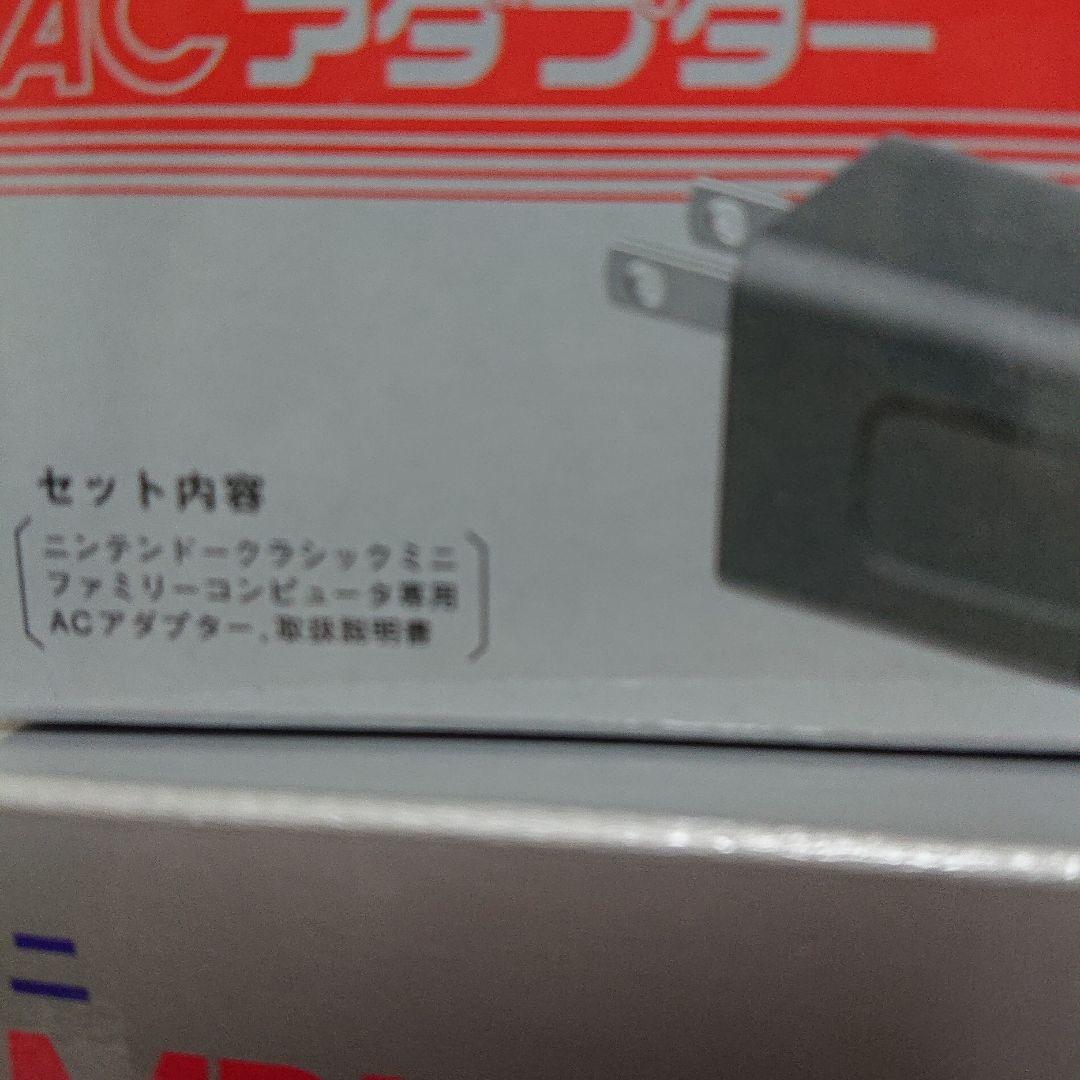 ACアダプター
セット内容
ニンテンドークラシックミニ
ファミリーコンピュータ専用
ACアダプター、取扱説明書
ニ